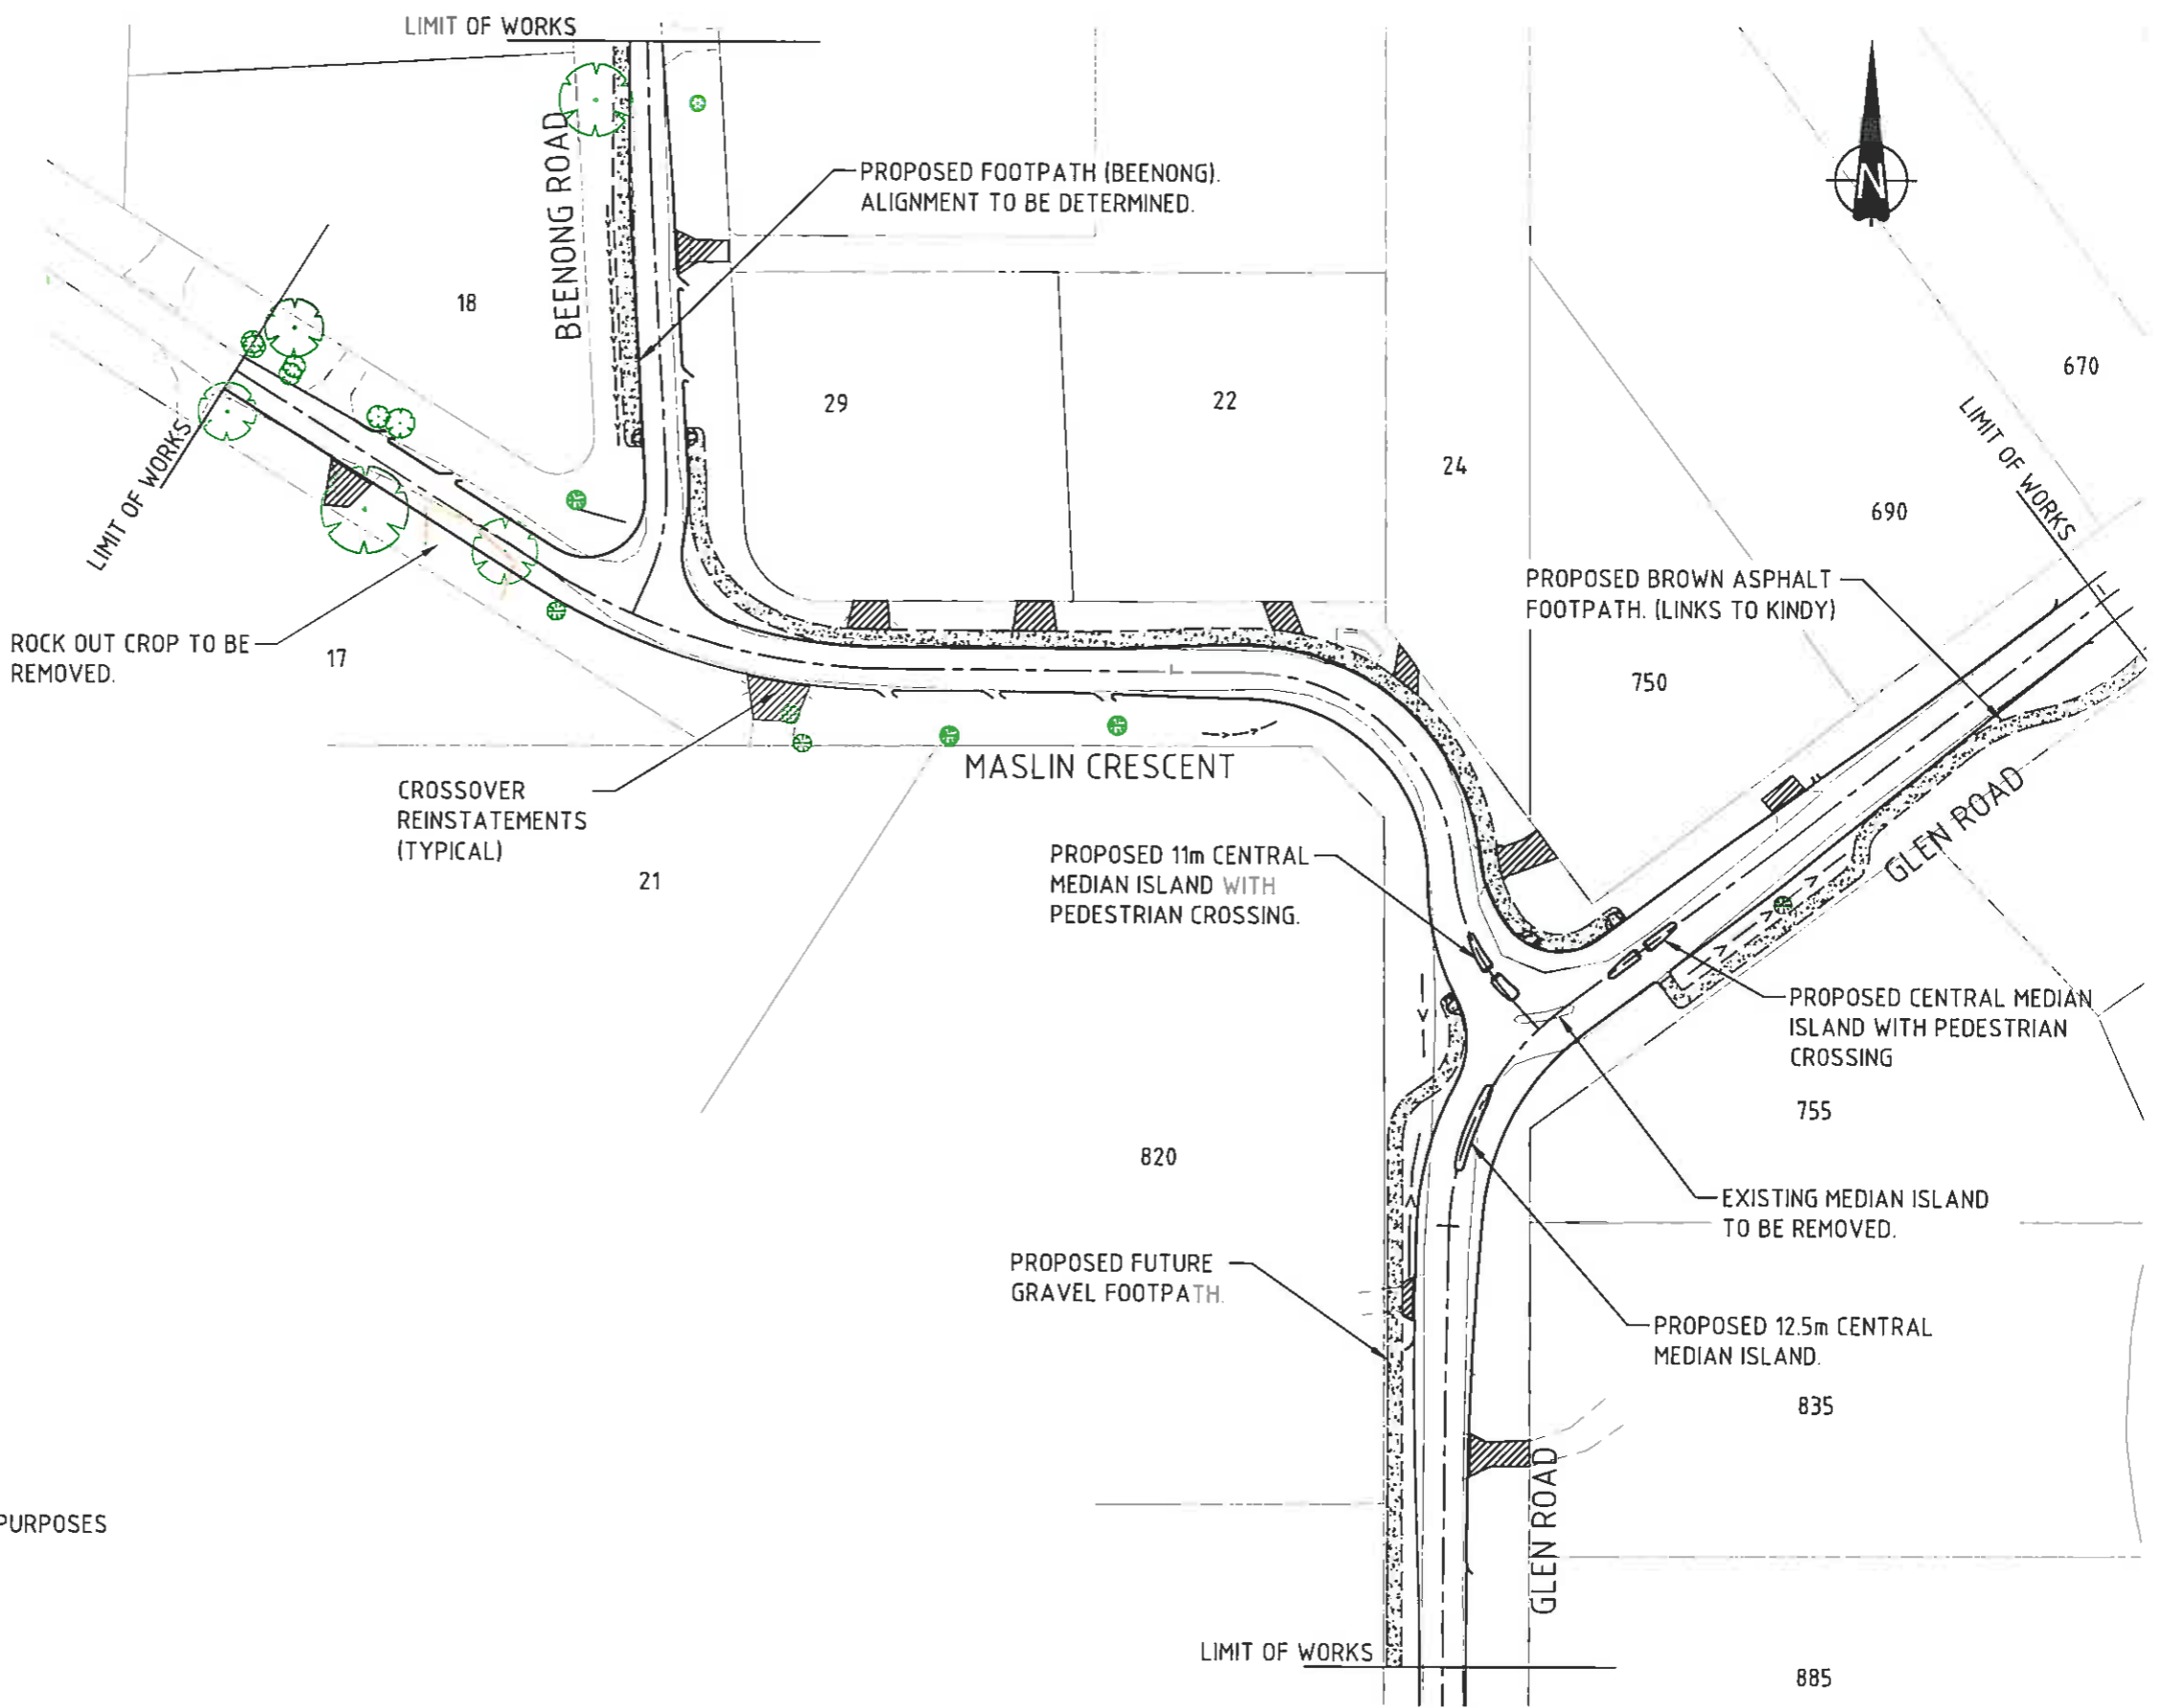 LIMIT OF WORKS
BEENONG ROAD
PROPOSED FOOTPATH (BEENONG).
ALIGNMENT TO BE DETERMINED.
N
18
29
22
24
670
690
LIMIT OF WORKS
LIMIT OF WORKS
PROPOSED BROWN ASPHALT
FOOTPATH. (LINKS TO KINDY)
ROCK OUT CROP TO BE
REMOVED.
17
750
MASLIN CRESCENT
CROSSOVER
REINSTATEMENTS
(TYPICAL)
21
GLEN ROAD
PROPOSED 11m CENTRAL
MEDIAN ISLAND WITH
PEDESTRIAN CROSSING.
PROPOSED CENTRAL MEDIAN
ISLAND WITH PEDESTRIAN
CROSSING
755
820
EXISTING MEDIAN ISLAND
TO BE REMOVED.
PROPOSED FUTURE
GRAVEL FOOTPATH.
PROPOSED 12.5m CENTRAL
MEDIAN ISLAND.
835
GLEN ROAD
PURPOSES
LIMIT OF WORKS
885